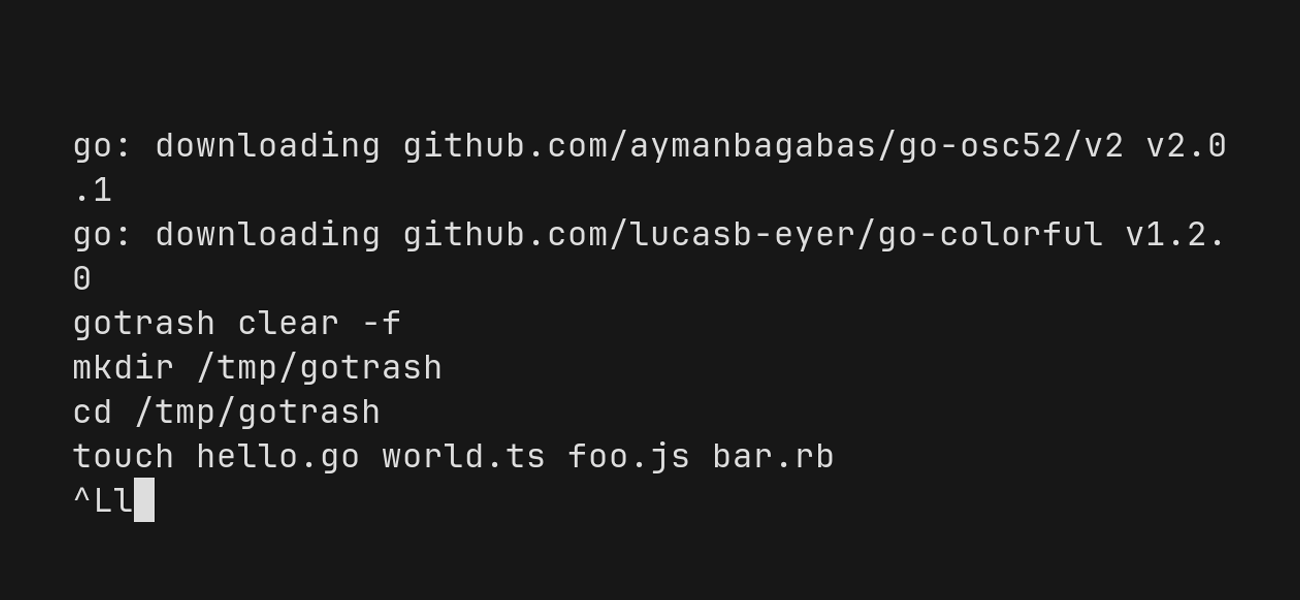 go: downloading github.com/aymanbagabas/go-osc52/v2 v2.0
.1
go: downloading github.com/lucasb-eyer/go-colorful v1.2.
0
gotrash clear -f
mkdir /tmp/gotrash
cd /tmp/gotrash
touch hello.go world.ts foo.js bar.rb
^Ll